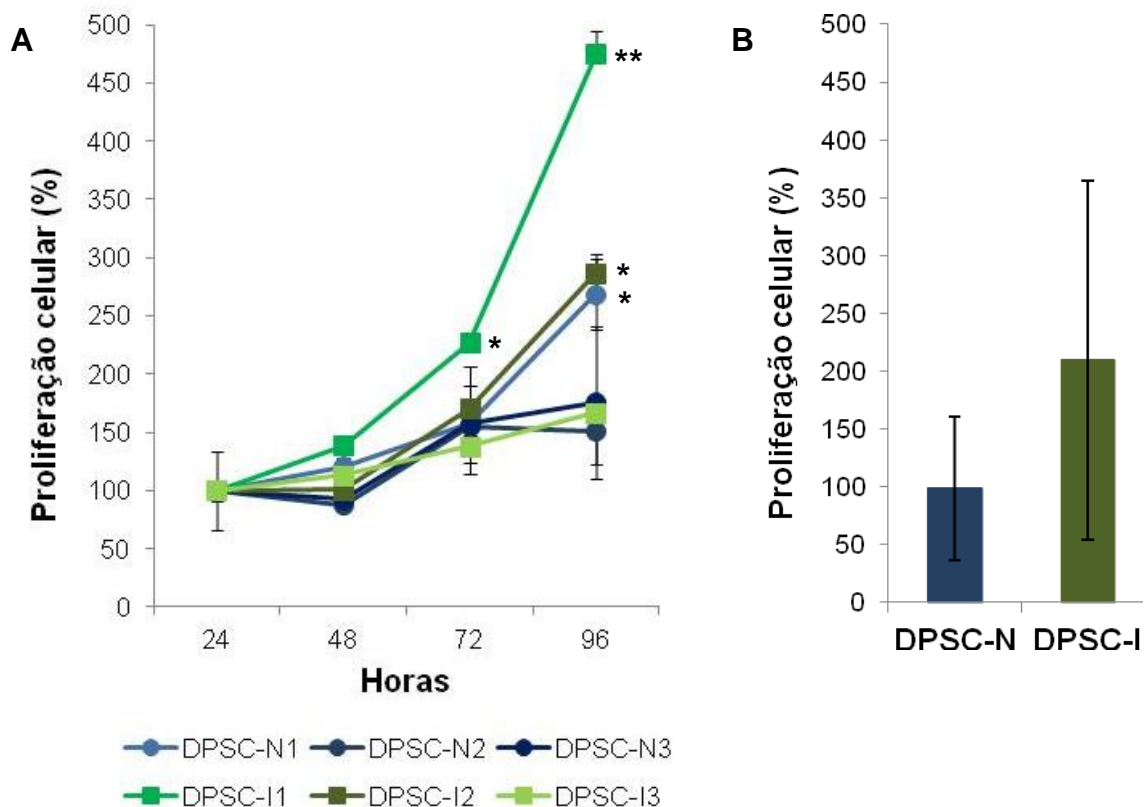 A
Proliferação celular (%)
500
450
400
350
300
250
200
150
100
50
0
**
*
*
*
24 48 72 96
Horas
DPSC-N1 DPSC-N2 DPSC-N3
DPSC-I1 DPSC-I2 DPSC-I3
B
Proliferação celular (%)
500
450
400
350
300
250
200
150
100
50
0
DPSC-N DPSC-I